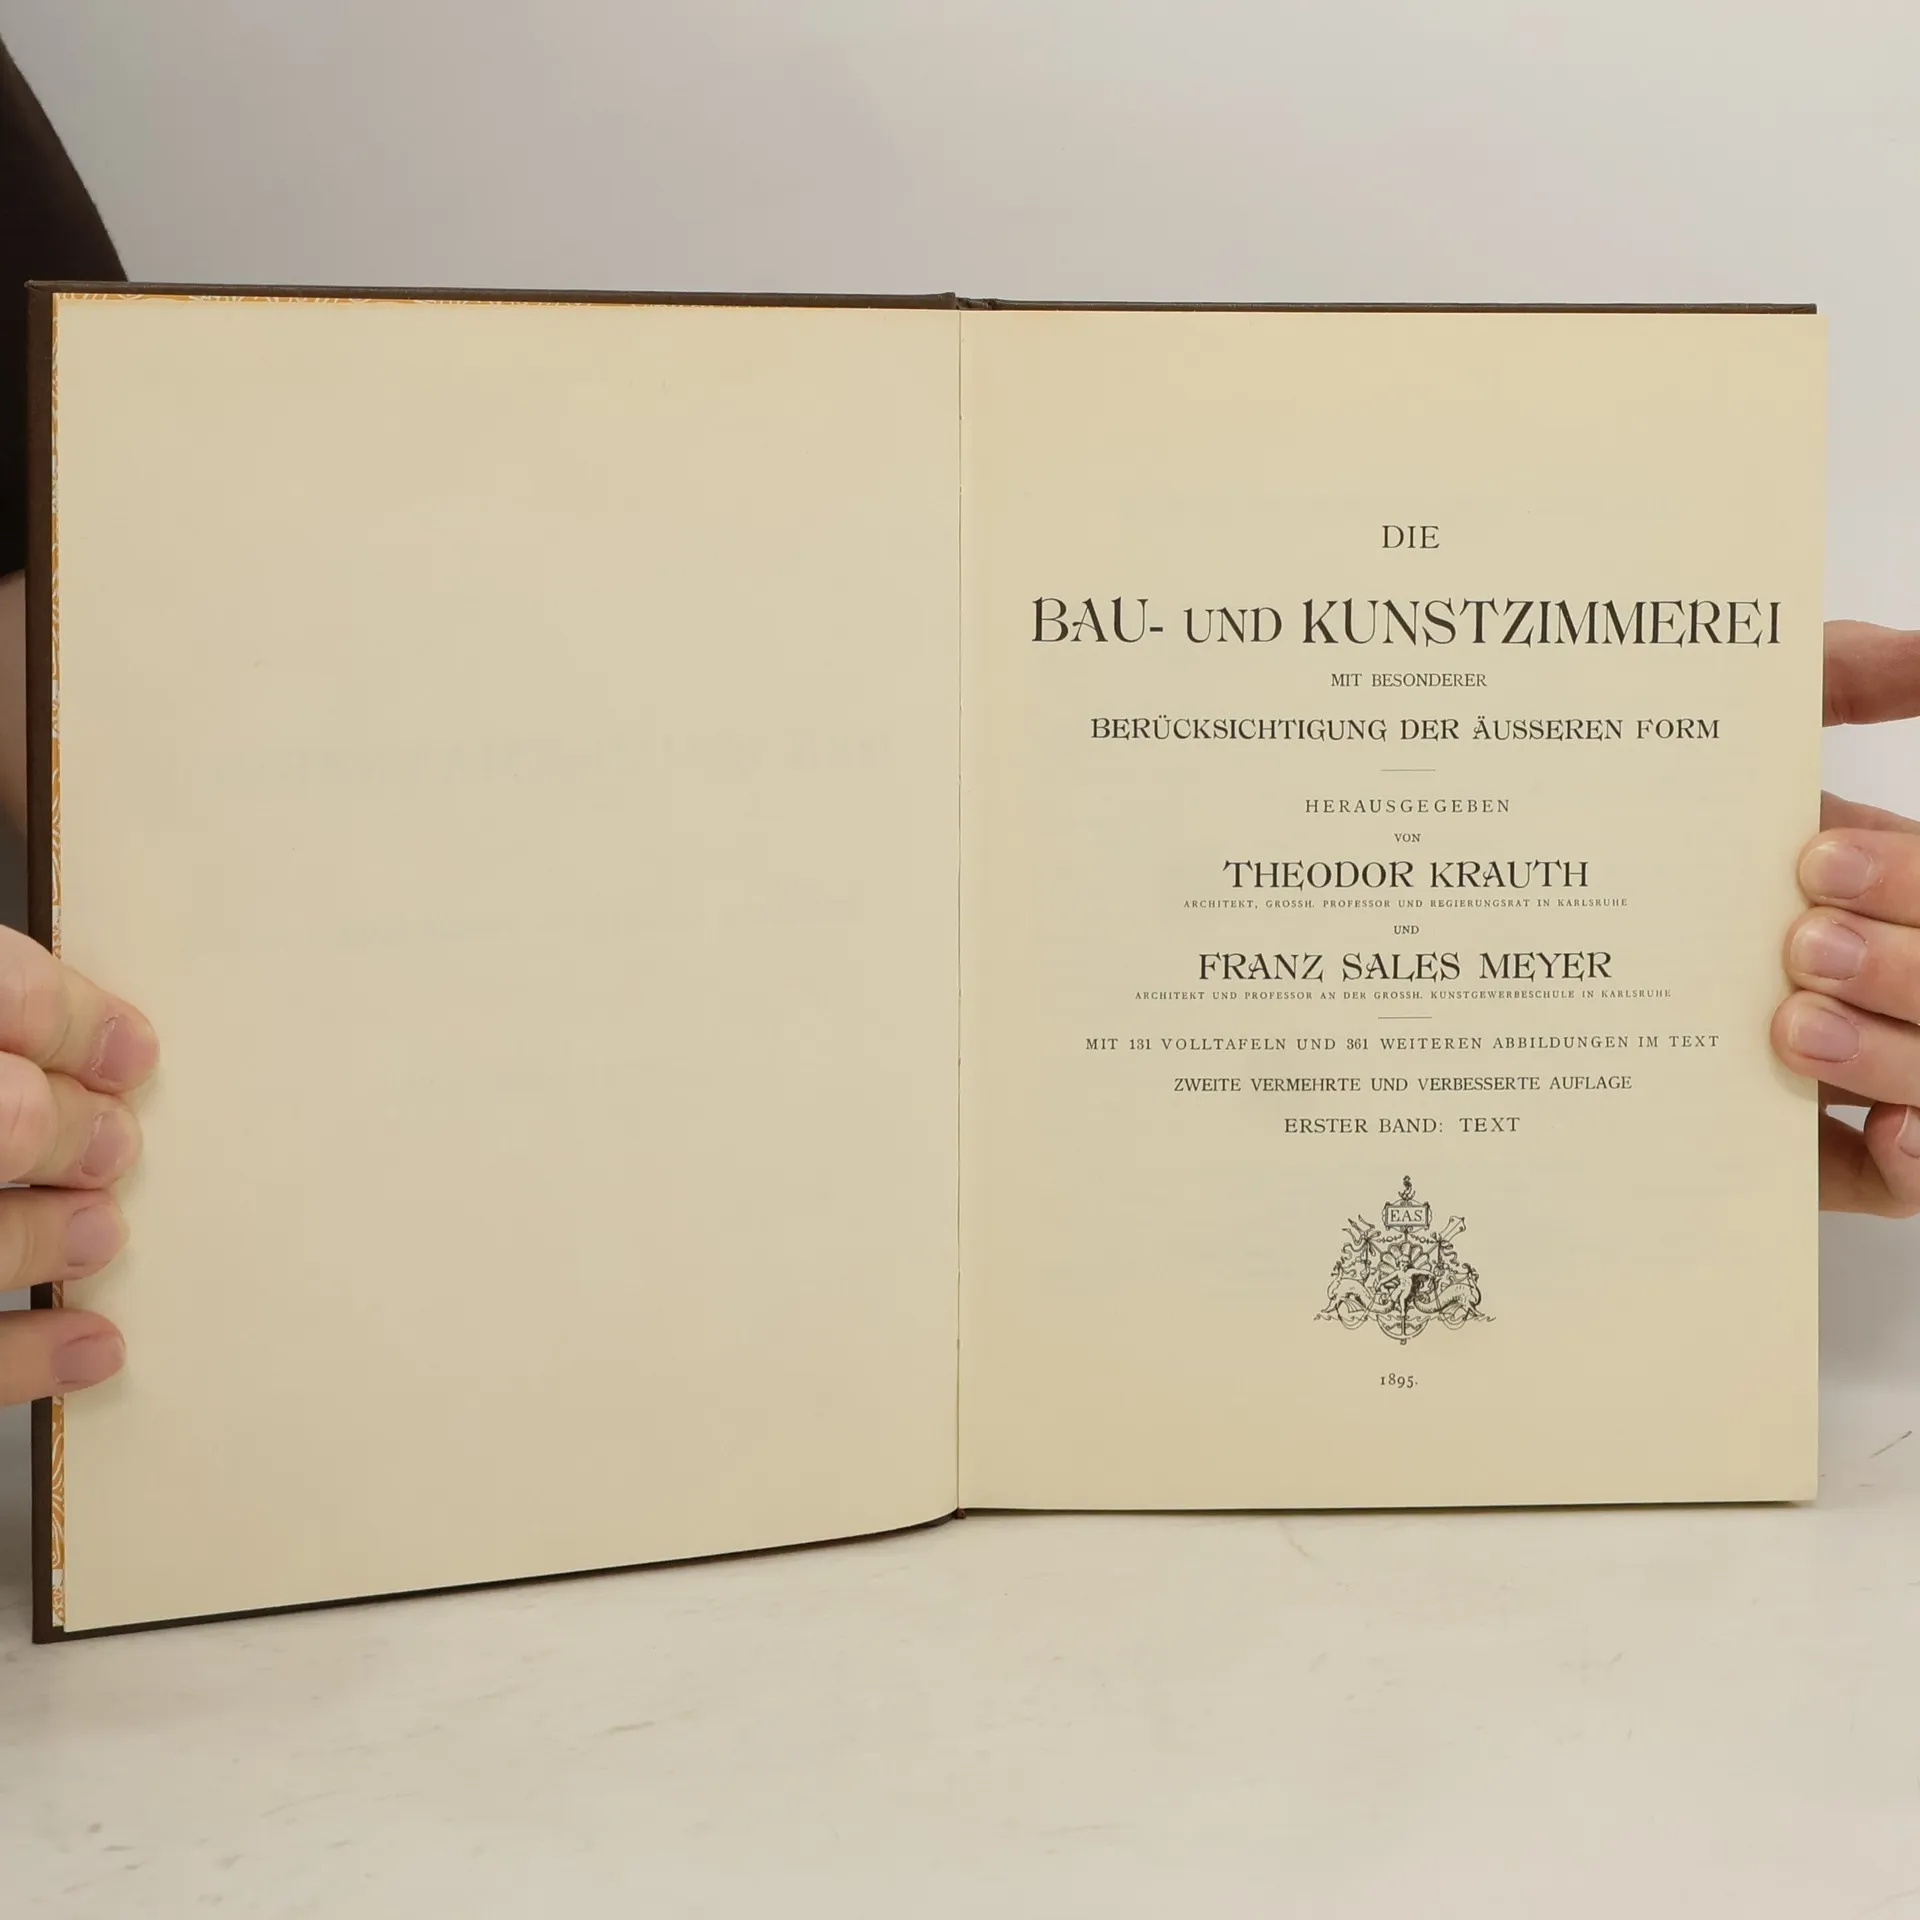 DIE
BAU- UND KUNSTZIMMEREI
MIT BESONDERER
BERÜCKSICHTIGUNG DER ÄUSSEREN FORM
HERAUSGEGEBEN
VON
THEODOR KRAUTH
ARCHITEKT, GROSSH. PROFESSOR UND REGIERUNGSRAT IN KARLSRUHE
UND
FRANZ SALES MEYER
ARCHITEKT UND PROFESSOR AN DER GROSSH. KUNSTGEWERBESCHULE IN KARLSRUHE
MIT 131 VOLLTAFELN UND 361 WEITEREN ABBILDUNGEN IM TEXT
ZWEITE VERMEHRTE UND VERBESSERTE AUFLAGE
ERSTER BAND: TEXT
EAS
1895.